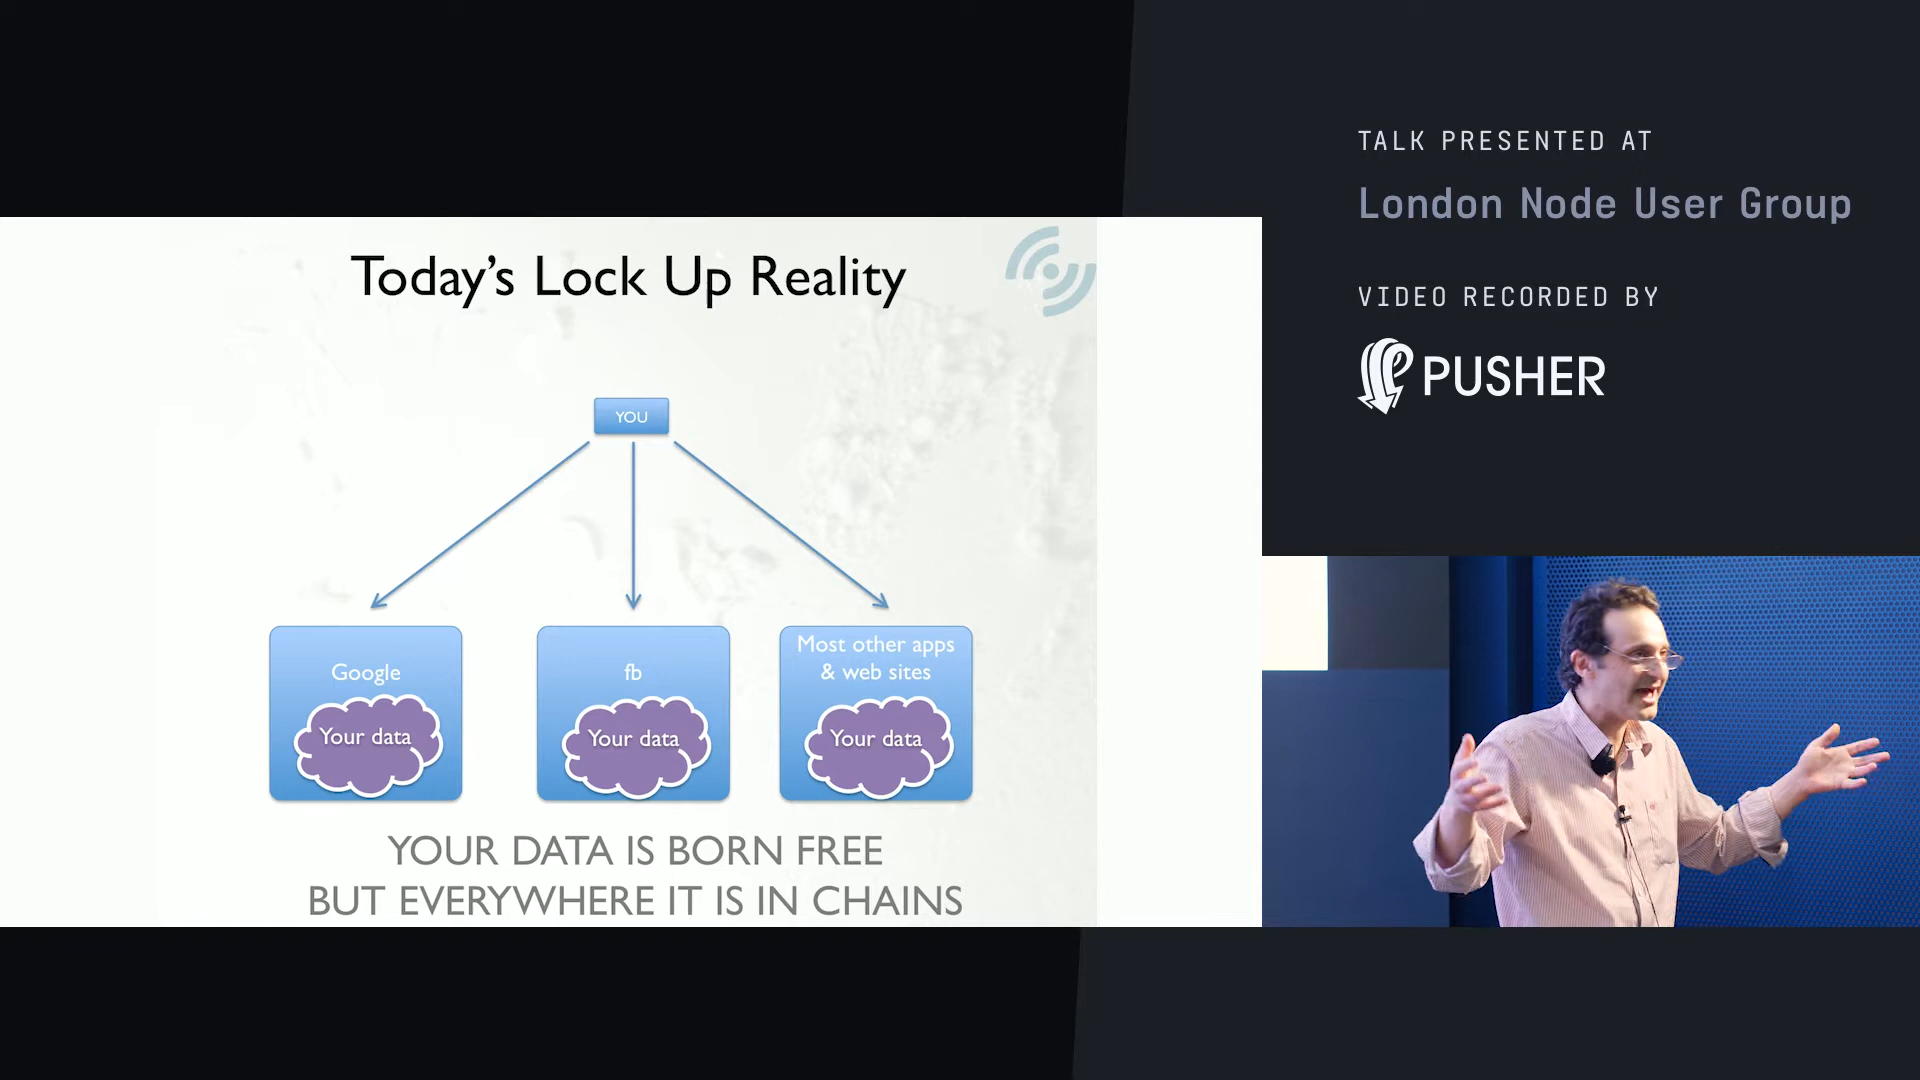 TALK PRESENTED AT
London Node User Group
VIDEO RECORDED BY
PUSHER
Today's Lock Up Reality
YOU
Google
Your data
fb
Your data
Most other apps
& web sites
Your data
YOUR DATA IS BORN FREE
BUT EVERYWHERE IT IS IN CHAINS